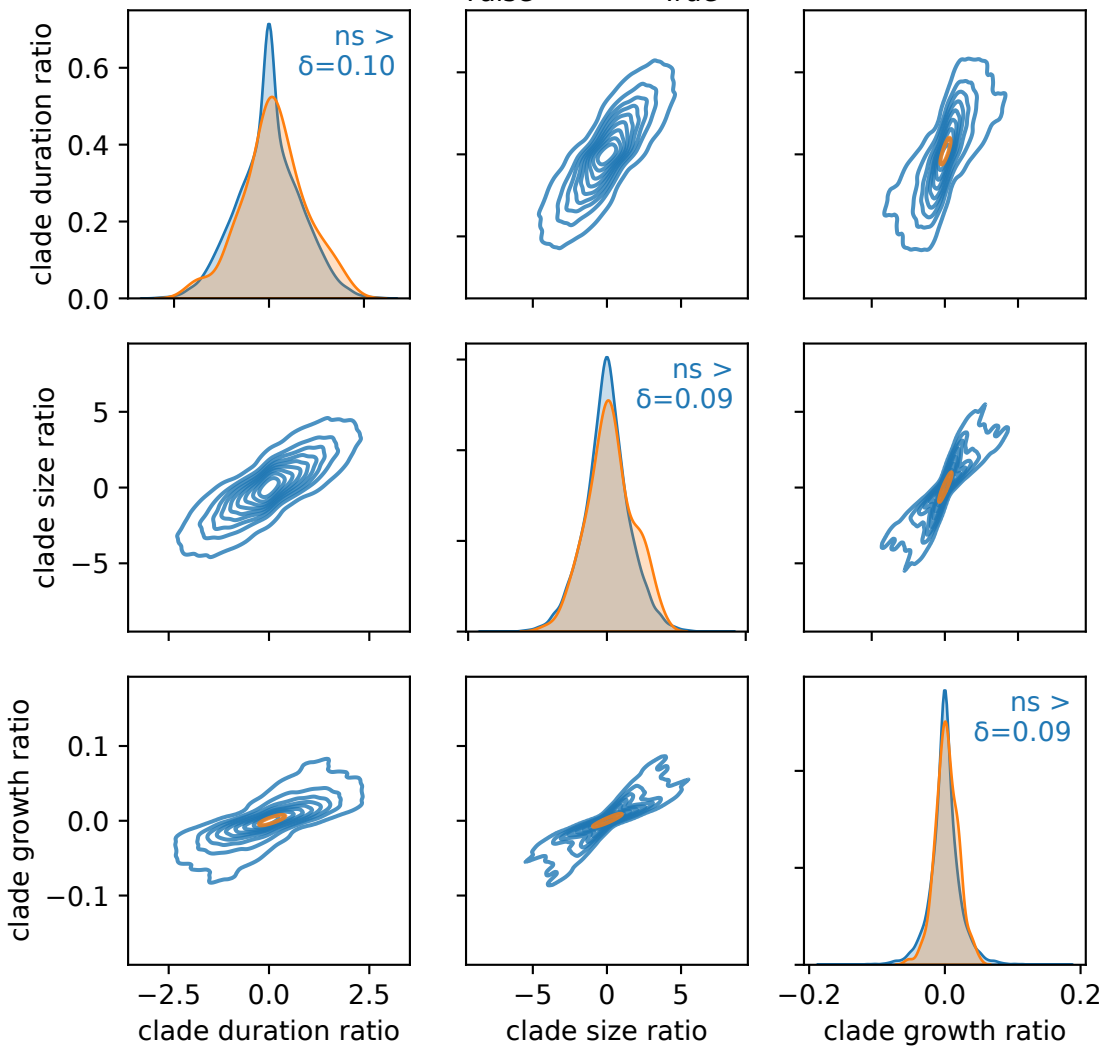 clade duration ratio
0.6
0.4
0.2
0.0
ns >
δ=0.10
clade size ratio
5
0
−5
ns >
δ=0.09
clade growth ratio
0.1
0.0
−0.1
ns >
δ=0.09
−2.5
0.0
2.5
−5
0
5
−0.2
0.0
0.2
clade duration ratio
clade size ratio
clade growth ratio